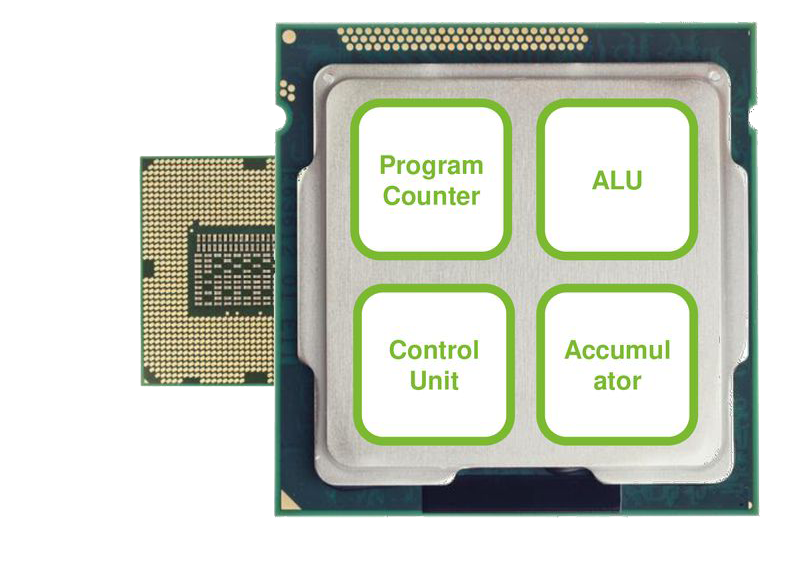 Program
Counter
ALU
Control
Unit
Accumul
ator